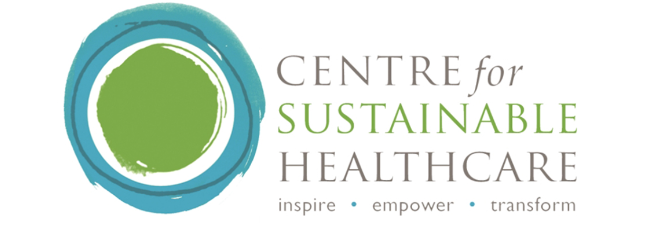 CENTRE for
SUSTAINABLE
HEALTHCARE
inspire • empower • transform